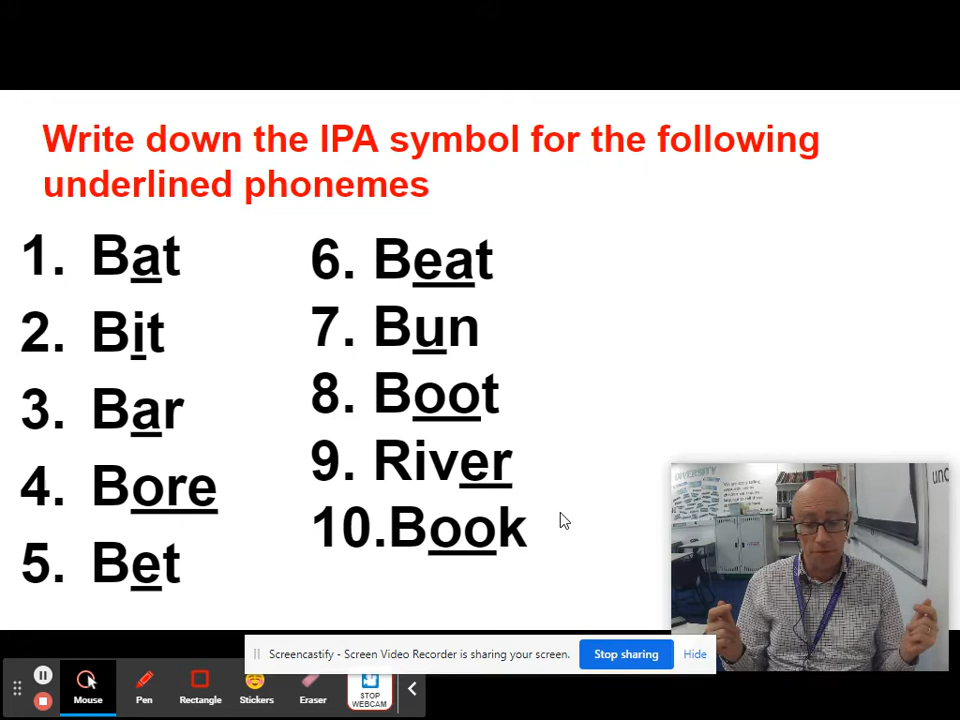 Write down the IPA symbol for the following
underlined phonemes
1. Bat
2. Bit
3. Bar
4. Bore
5. Bet
6. Beat
7. Bun
8. Boot
9. River
10.Book
DIVERSITY
Screencastify - Screen Video Recorder is sharing your screen.
Stop sharing
Hide
Mouse
Pen
Rectangle
Stickers
Eraser
STOP
WEBCAM